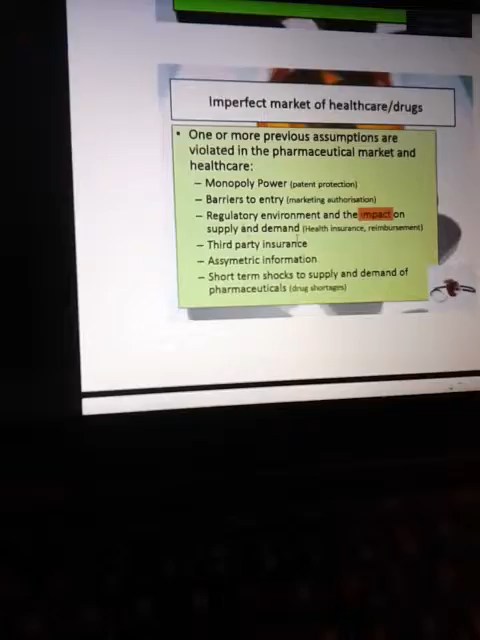 Imperfect market of healthcare/drugs
• One or more previous assumptions are
violated in the pharmaceutical market and
healthcare:
– Monopoly Power (patent protection)
– Barriers to entry (marketing authorisation)
– Regulatory environment and the impact on
supply and demand (Health insurance, reimbursement)
– Third party insurance
– Assymetric information
– Short term shocks to supply and demand of
pharmaceuticals (drug shortages)